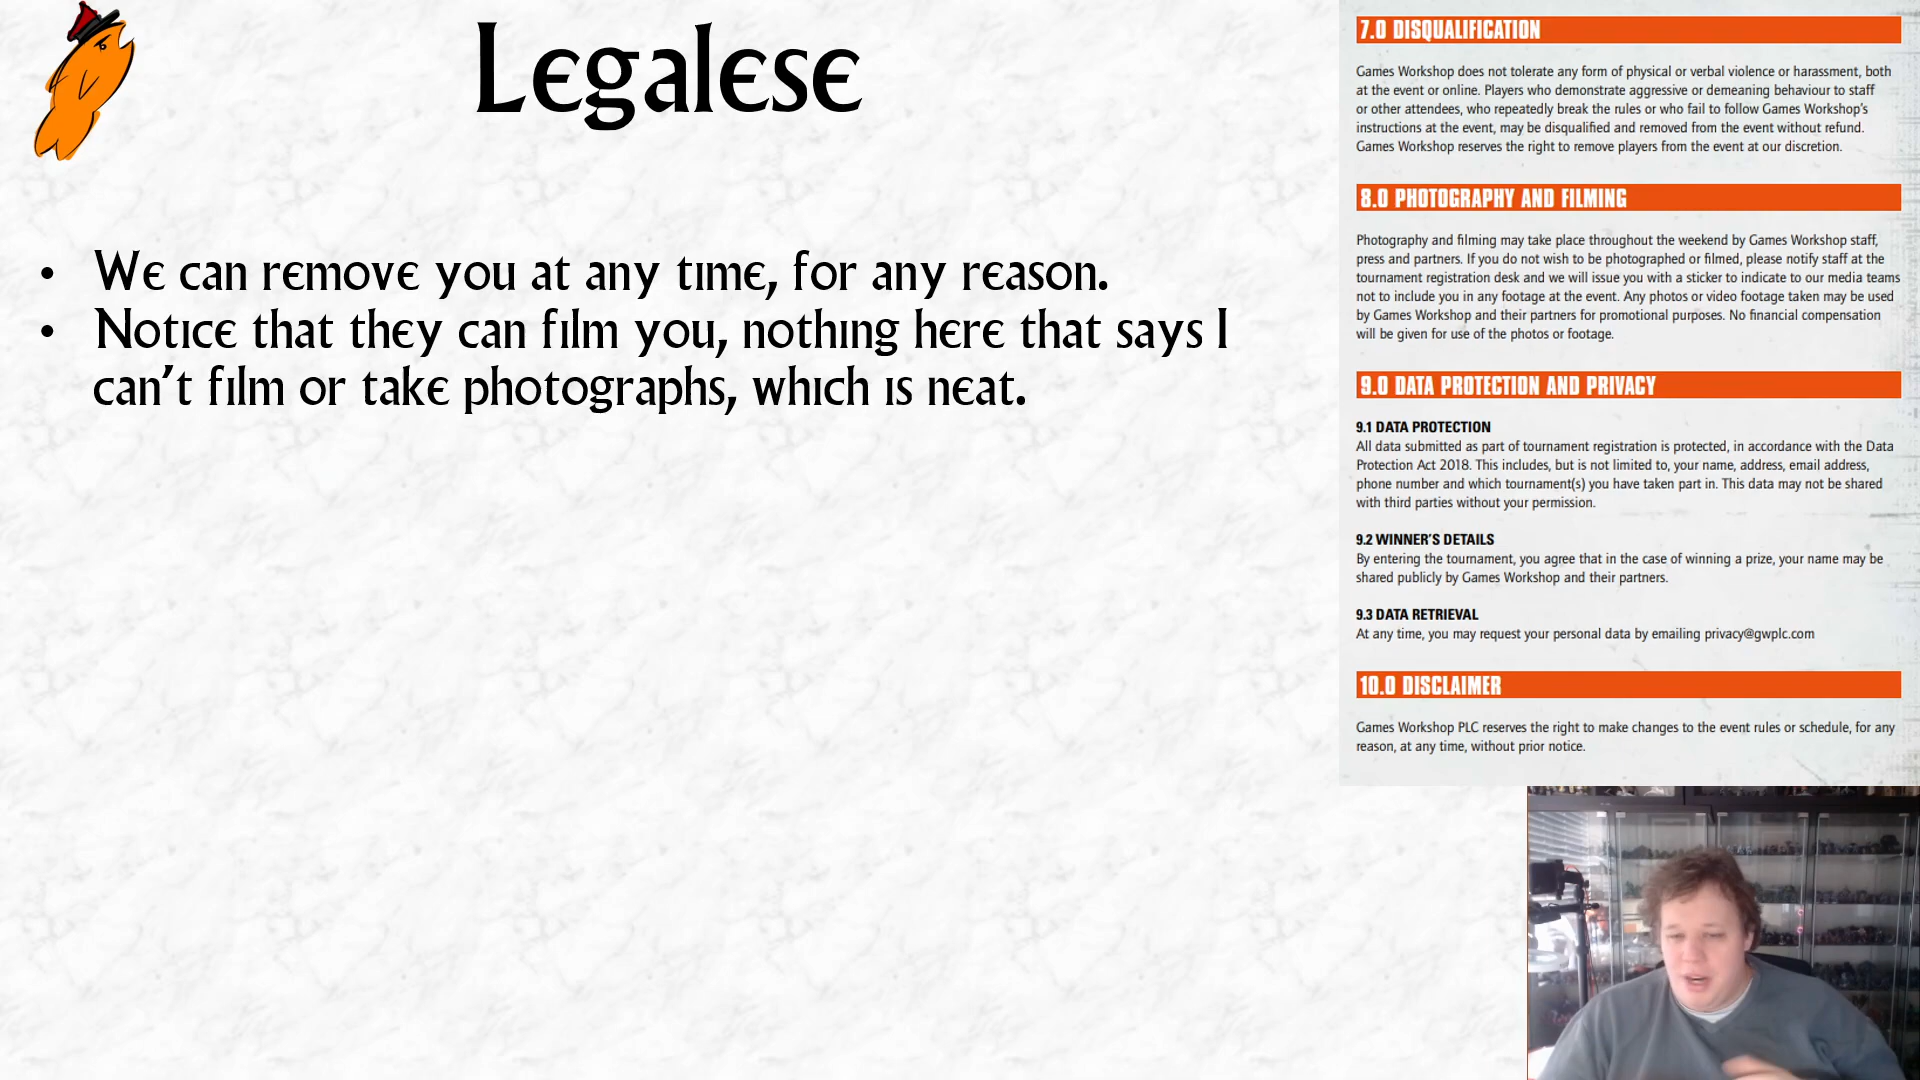 Legalese
• We can remove you at any time, for any reason.
• Notice that they can film you, nothing here that says I
can't film or take photographs, which is neat.
7.0 DISQUALIFICATION
Games Workshop does not tolerate any form of physical or verbal violence or harassment, both
at the event or online. Players who demonstrate aggressive or demeaning behaviour to staff
or other attendees, who repeatedly break the rules or who fail to follow Games Workshop's
instructions at the event, may be disqualified and removed from the event without refund.
Games Workshop reserves the right to remove players from the event at our discretion.
8.0 PHOTOGRAPHY AND FILMING
Photography and filming may take place throughout the weekend by Games Workshop staff,
press and partners. If you do not wish to be photographed or filmed, please notify staff at the
tournament registration desk and we will issue you with a sticker to indicate to our media teams
not to include you in any footage at the event. Any photos or video footage taken may be used
by Games Workshop and their partners for promotional purposes. No financial compensation
will be given for use of the photos or footage.
9.0 DATA PROTECTION AND PRIVACY
9.1 DATA PROTECTION
All data submitted as part of tournament registration is protected, in accordance with the Data
Protection Act 2018. This includes, but is not limited to, your name, address, email address,
phone number and which tournament(s) you have taken part in. This data may not be shared
with third parties without your permission.
9.2 WINNER'S DETAILS
By entering the tournament, you agree that in the case of winning a prize, your name may be
shared publicly by Games Workshop and their partners.
9.3 DATA RETRIEVAL
At any time, you may request your personal data by emailing privacy@gwplc.com
10.0 DISCLAIMER
Games Workshop PLC reserves the right to make changes to the event rules or schedule, for any
reason, at any time, without prior notice.